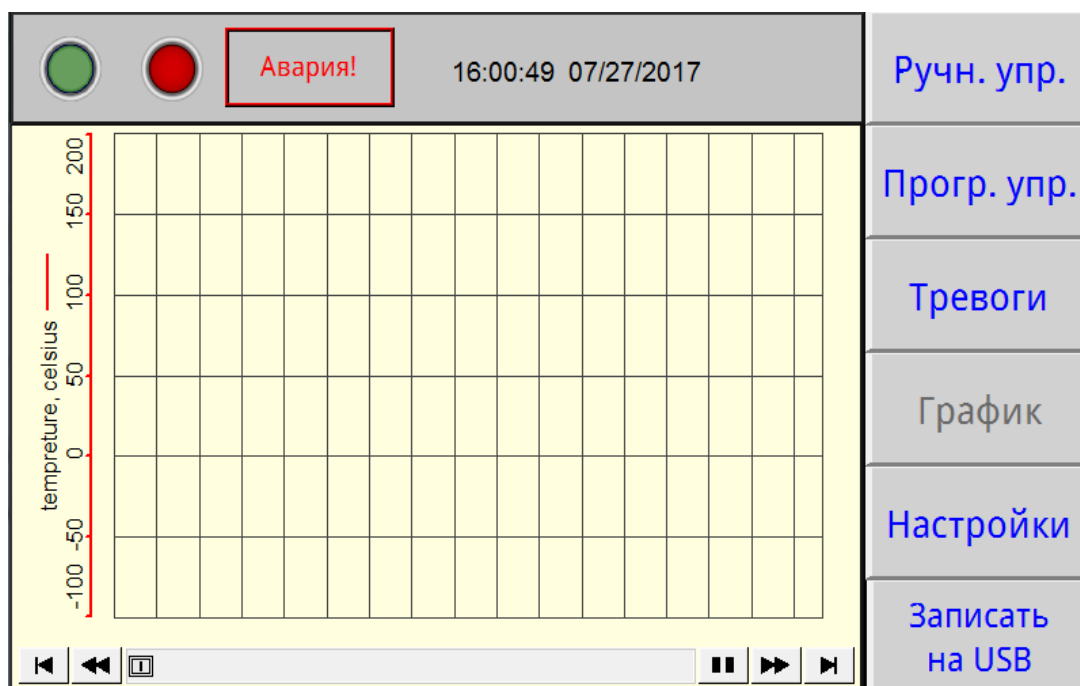 Авария!
16:00:49 07/27/2017
Ручн. упр.
Прогр. упр.
Тревоги
График
Настройки
Записать
на USB
tempreture, celsius
200
150
100
50
0
-50
-100